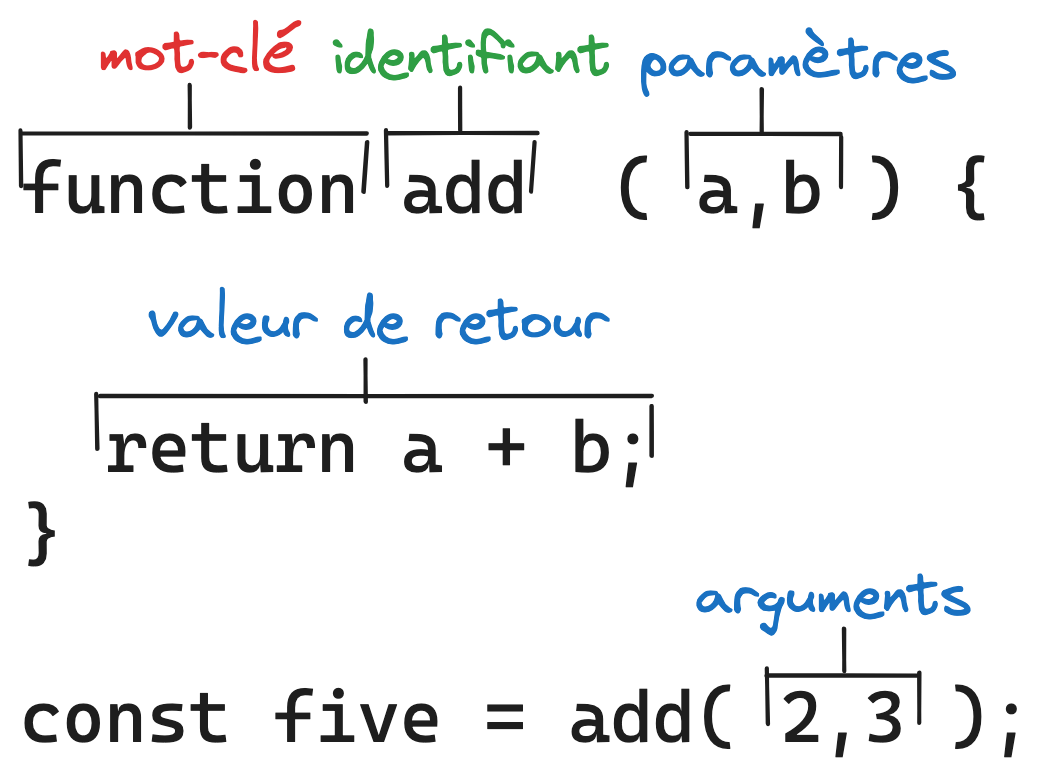 mot-clé identifiant paramètres
function add ( a,b ) {
valeur de retour
return a + b;
}
arguments
const five = add( 2,3 );